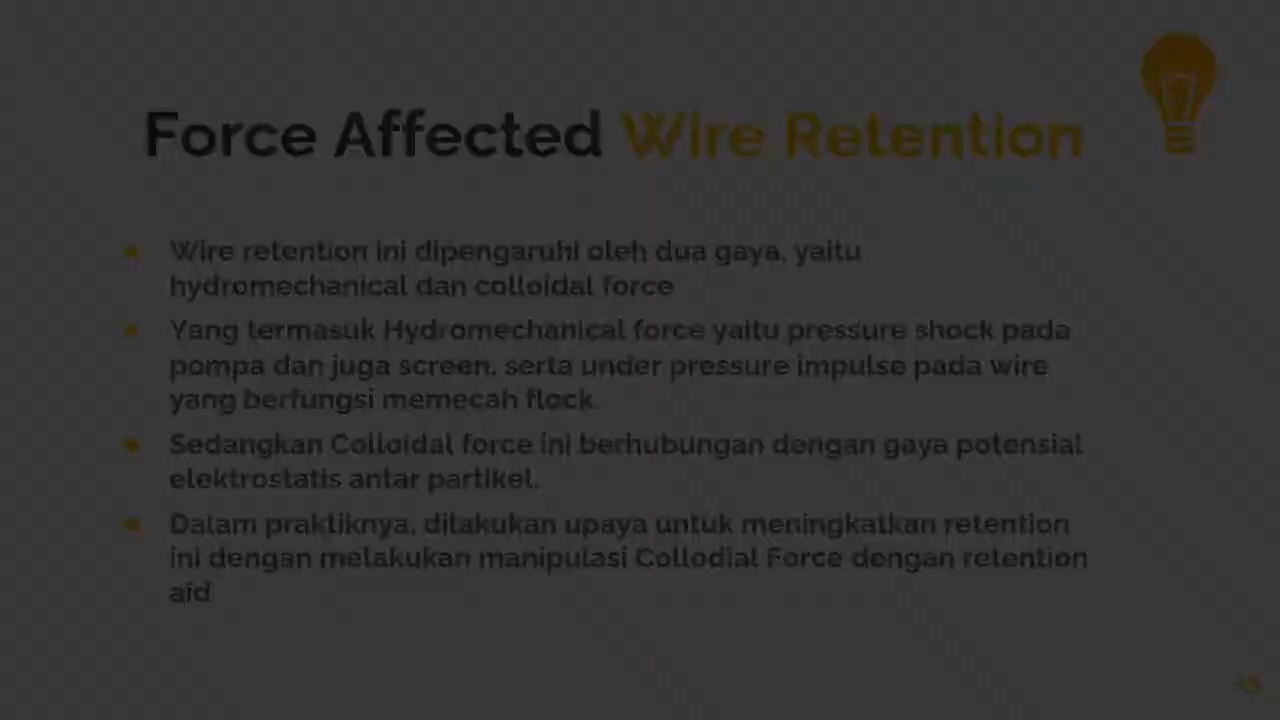 Force Affected Wire Retention
Wire retention ini dipengaruhi oleh dua gaya, yaitu
hydromechanical dan colloidal force
Yang termasuk Hydromechanical force yaitu pressure shock pada
pompa dan juga screen, serta under pressure impulse pada wire
yang berfungsi memecah flock.
Sedangkan Colloidal force ini berhubungan dengan gaya potensial
elektrostatis antar partikel.
Dalam praktiknya, dilakukan upaya untuk meningkatkan retention
ini dengan melakukan manipulasi Collodial Force dengan retention
aid